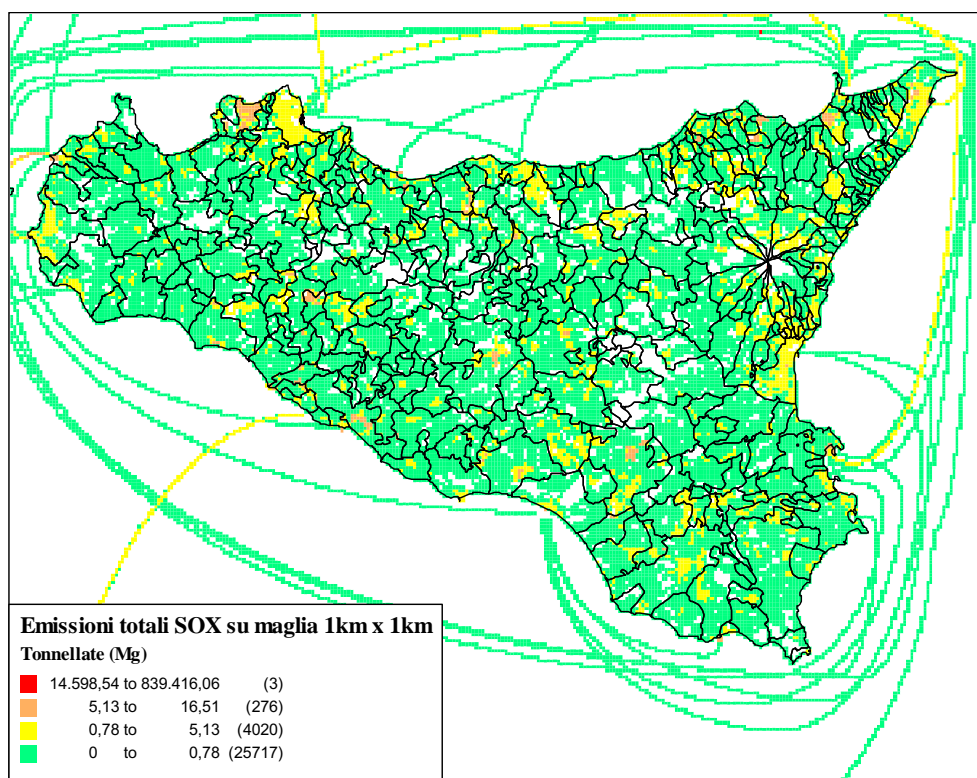 Emissioni totali SOX su maglia 1km x 1km
Tonnellate (Mg)
14.598,54 to 839.416,06 (3)
5,13 to 16,51 (276)
0,78 to 5,13 (4020)
0 to 0,78 (25717)